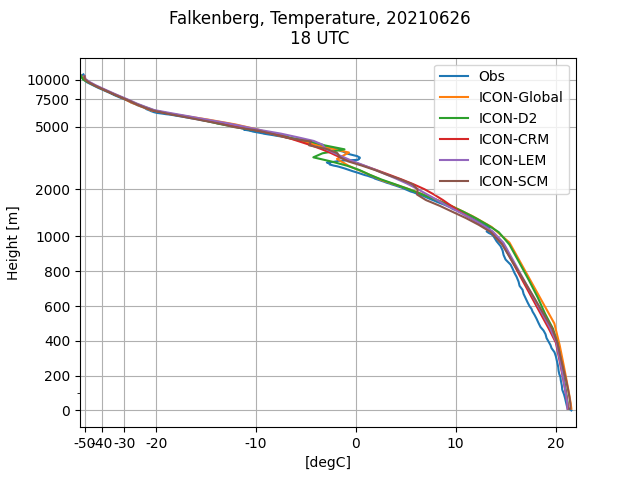 Falkenberg, Temperature, 20210626
18 UTC
Obs
ICON-Global
ICON-D2
ICON-CRM
ICON-LEM
ICON-SCM
10000
7500
5000
2000
1000
800
600
400
200
0
Height [m]
-50 -40 -30 -20 -10 0 10 20
[degC]